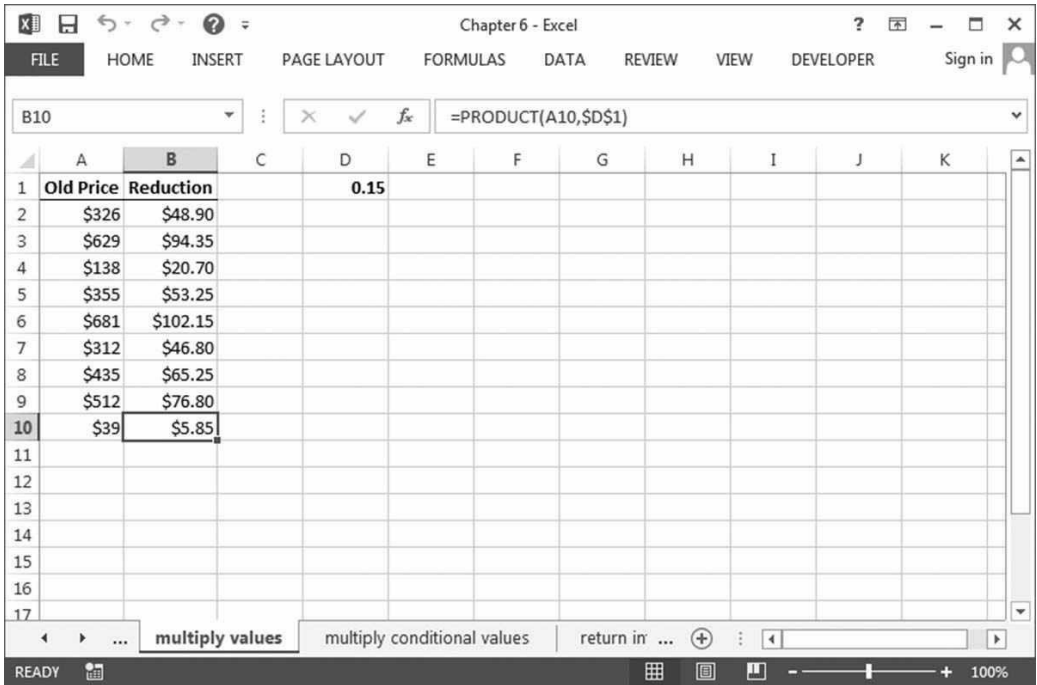 Chapter 6 - Excel
?
FILE HOME INSERT PAGE LAYOUT FORMULAS DATA REVIEW VIEW DEVELOPER Sign in
B10 fx =PRODUCT(A10,$D$1)
A B C D E F G H I J K
1 Old Price Reduction 0.15
2 $326 $48.90
3 $629 $94.35
4 $138 $20.70
5 $355 $53.25
6 $681 $102.15
7 $312 $46.80
8 $435 $65.25
9 $512 $76.80
10 $39 $5.85
11
12
13
14
15
16
17
... multiply values multiply conditional values return in ...
READY 100%